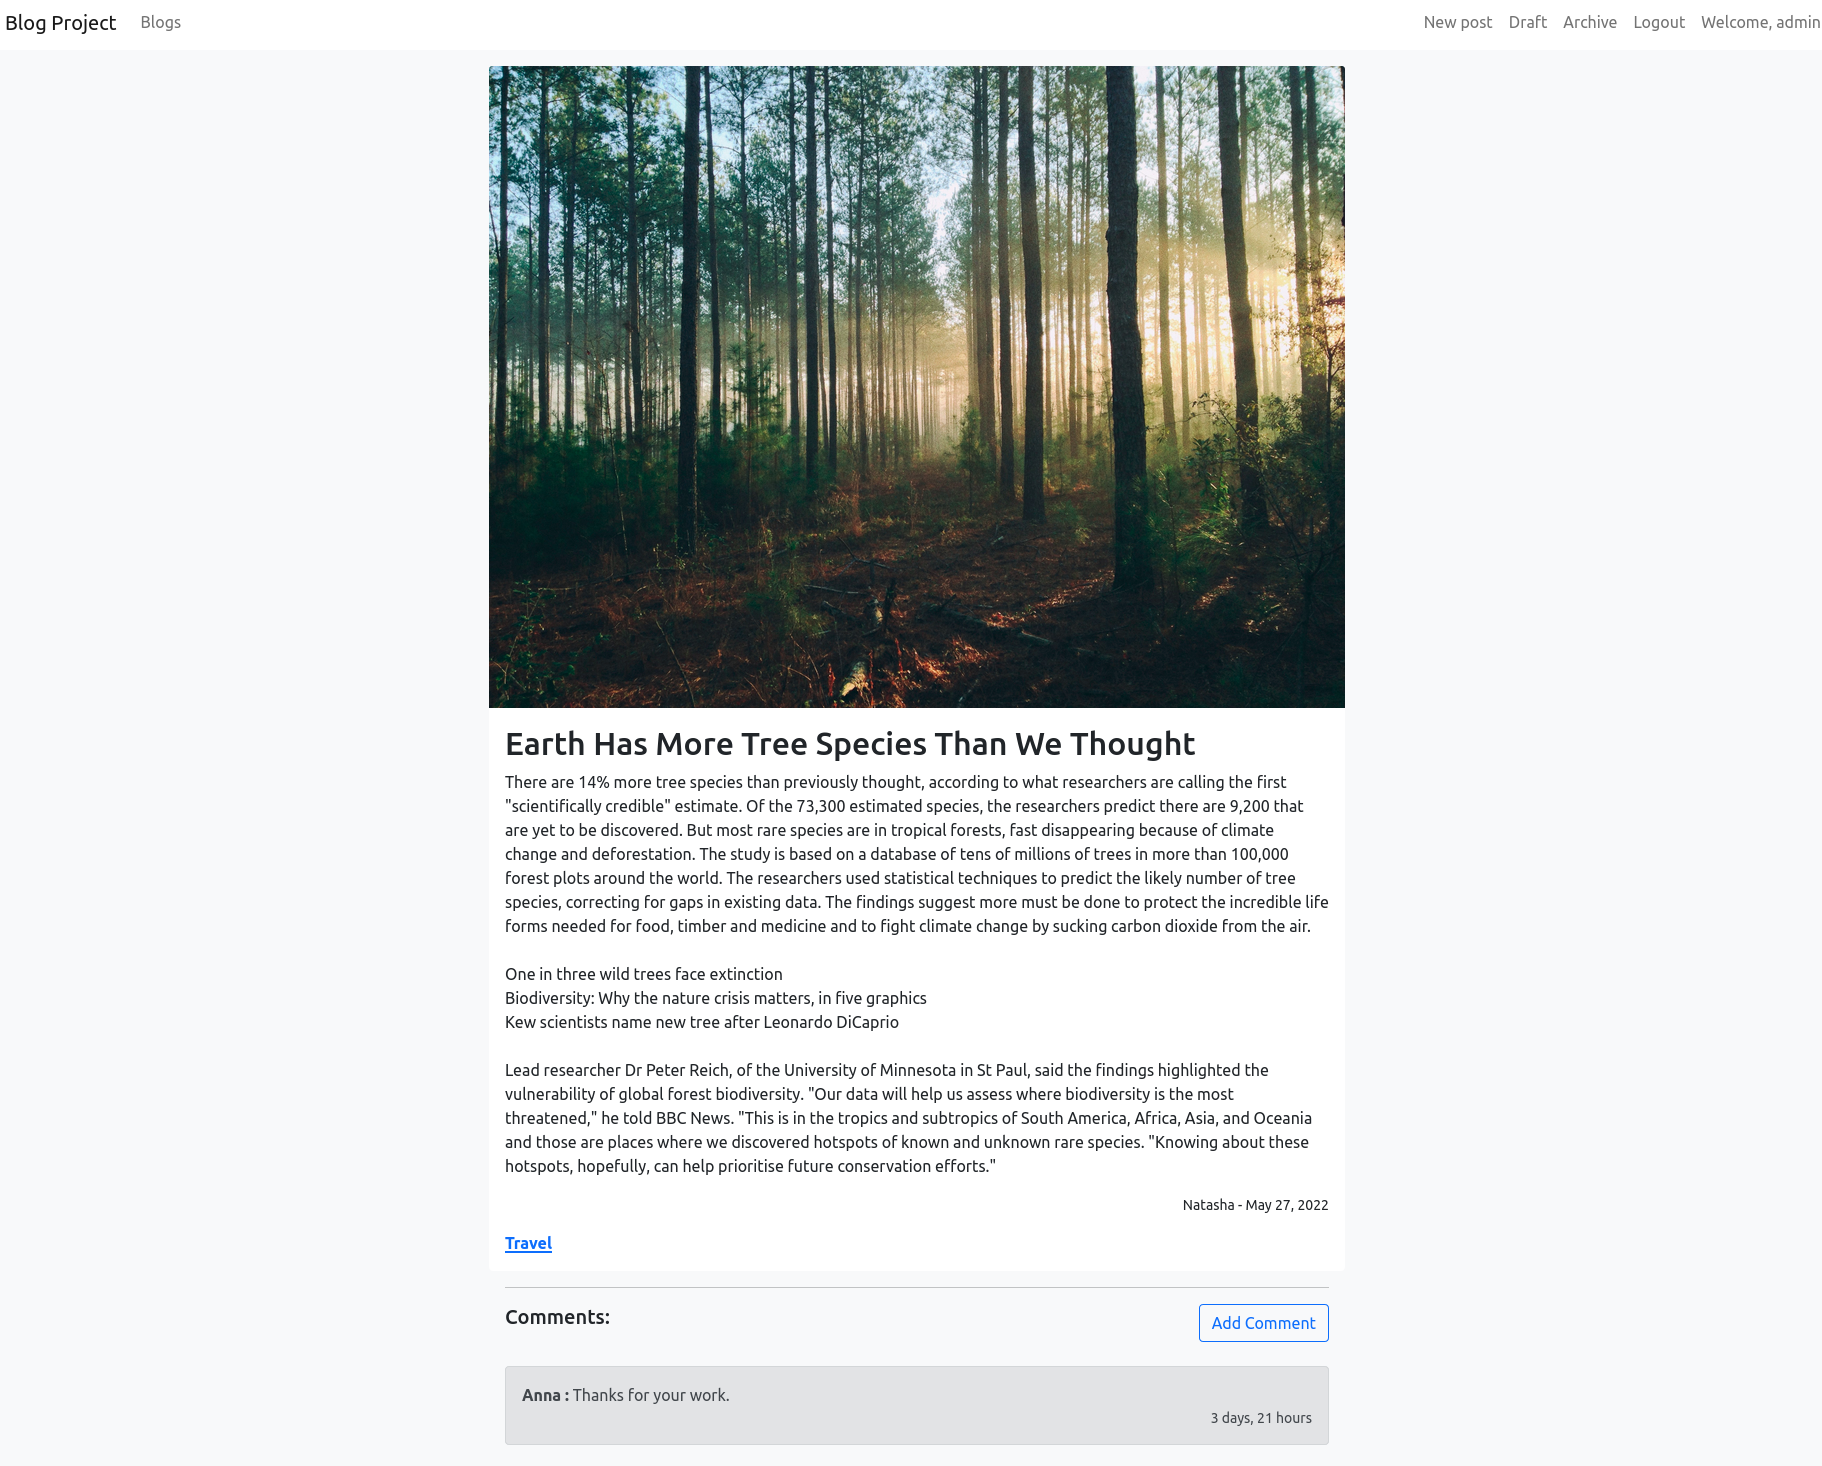 Blog Project Blogs New post Draft Archive Logout Welcome, admin
Earth Has More Tree Species Than We Thought
There are 14% more tree species than previously thought, according to what researchers are calling the first
"scientifically credible" estimate. Of the 73,300 estimated species, the researchers predict there are 9,200 that
are yet to be discovered. But most rare species are in tropical forests, fast disappearing because of climate
change and deforestation. The study is based on a database of tens of millions of trees in more than 100,000
forest plots around the world. The researchers used statistical techniques to predict the likely number of tree
species, correcting for gaps in existing data. The findings suggest more must be done to protect the incredible life
forms needed for food, timber and medicine and to fight climate change by sucking carbon dioxide from the air.
One in three wild trees face extinction
Biodiversity: Why the nature crisis matters, in five graphics
Kew scientists name new tree after Leonardo DiCaprio
Lead researcher Dr Peter Reich, of the University of Minnesota in St Paul, said the findings highlighted the
vulnerability of global forest biodiversity. "Our data will help us assess where biodiversity is the most
threatened," he told BBC News. "This is in the tropics and subtropics of South America, Africa, Asia, and Oceania
and those are places where we discovered hotspots of known and unknown rare species. "Knowing about these
hotspots, hopefully, can help prioritise future conservation efforts."
Natasha - May 27, 2022
Travel
Comments:
Add Comment
Anna : Thanks for your work.
3 days, 21 hours